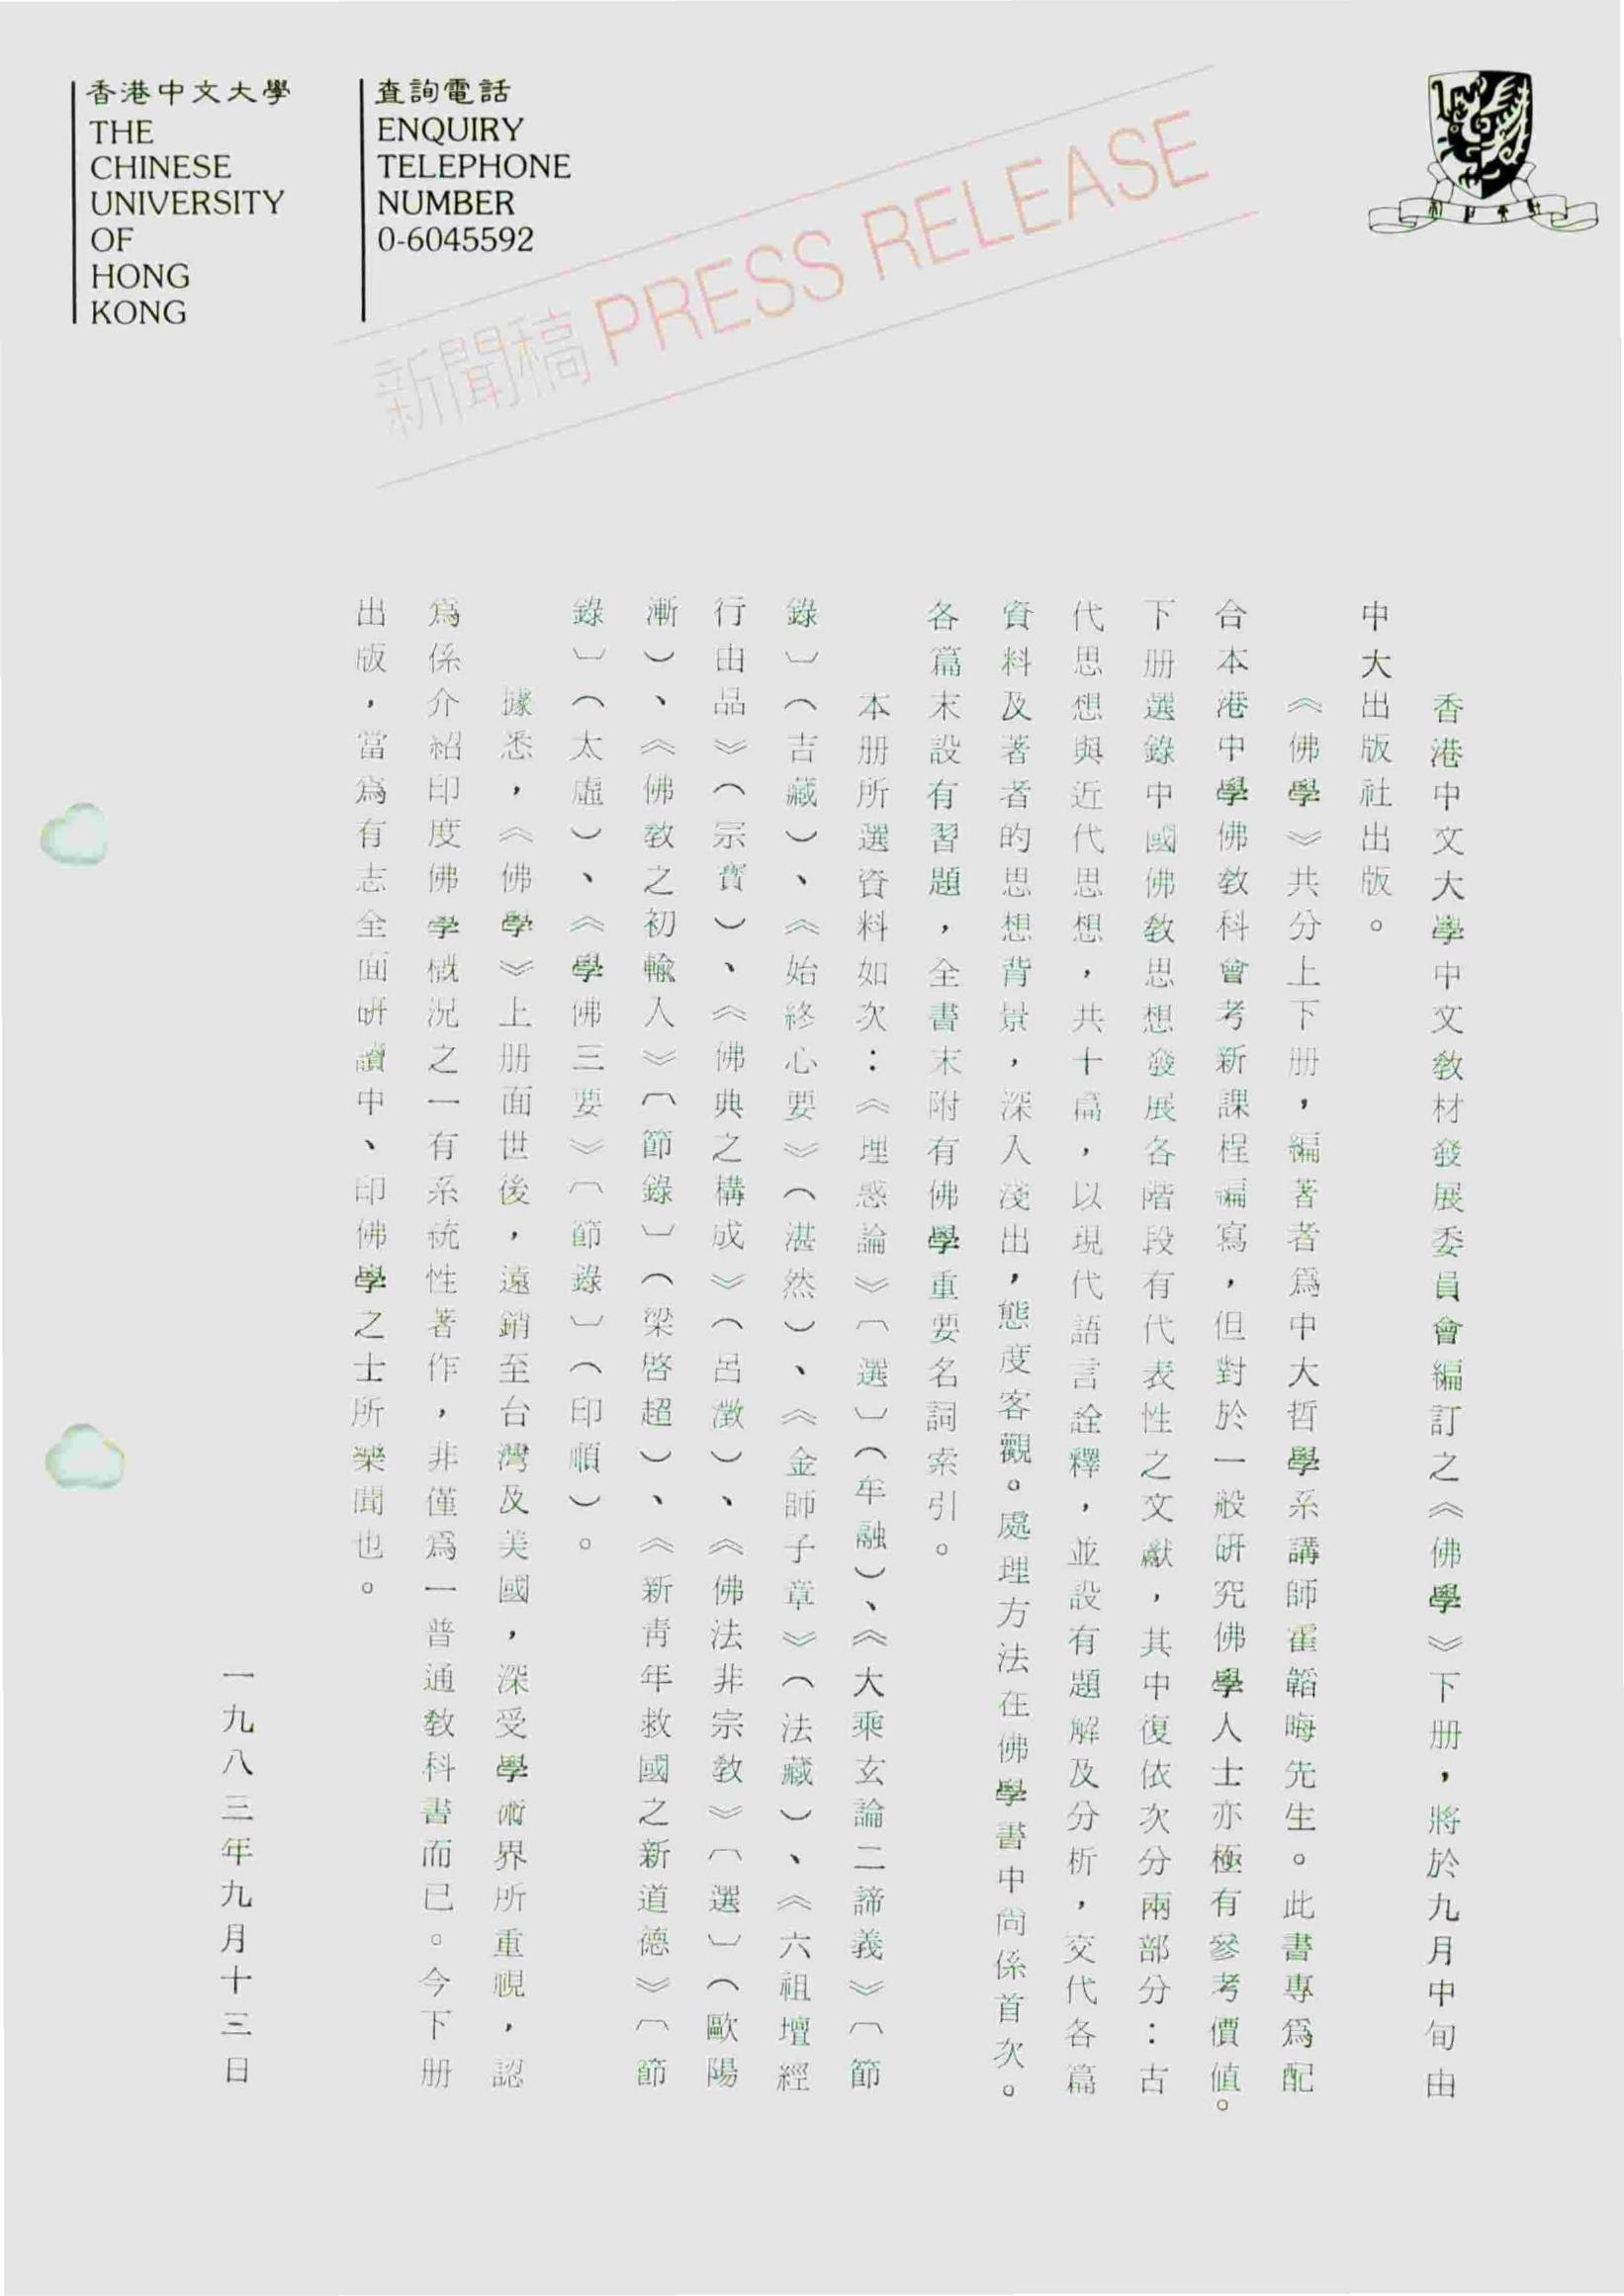 香港中文大學
THE
CHINESE
UNIVERSITY
OF
HONG
KONG
查詢電話
ENQUIRY
TELEPHONE
NUMBER
0-6045592
新聞稿 PRESS RELEASE
香港中文大學中文敎材發展委員會編訂之《佛學》下册，將於九月中旬由
中大出版社出版。
《佛學》共分上下册，編著者爲中大哲學系講師霍韜晦先生。此書專爲配
合本港中學佛敎科會考新課程編寫，但對於一般研究佛學人士亦極有參考價值。
下册選錄中國佛敎思想發展各階段有代表性之文獻，其中復依次分兩部分：古
代思想與近代思想，共十篇，以現代語言詮釋，並設有題解及分析，交代各篇
資料及著者的思想背景，深入淺出，態度客觀。處理方法在佛學書中尚係首次。
各篇末設有習題，全書末附有佛學重要名詞索引。
本册所選資料如次：《理惑論》〔選〕（牟融）、《大乘玄論二諦義》〔節
錄〕（吉藏）、《始終心要》（湛然）、《金師子章》（法藏）、《六祖壇經
行由品》（宗寶）、《佛典之構成》（呂澂）、《佛法非宗敎》〔選〕（歐陽
漸）、《佛敎之初輸入》〔節錄〕（梁啓超）、《新靑年救國之新道德》〔節
錄〕（太虛）、《學佛三要》〔節錄〕（印順）。
據悉，《佛學》上册面世後，遠銷至台灣及美國，深受學術界所重視，認
爲係介紹印度佛學槪況之一有系統性著作，非僅爲一普通敎科書而已。今下册
出版，當爲有志全面研讀中、印佛學之士所樂聞也。
一九八三年九月十三日